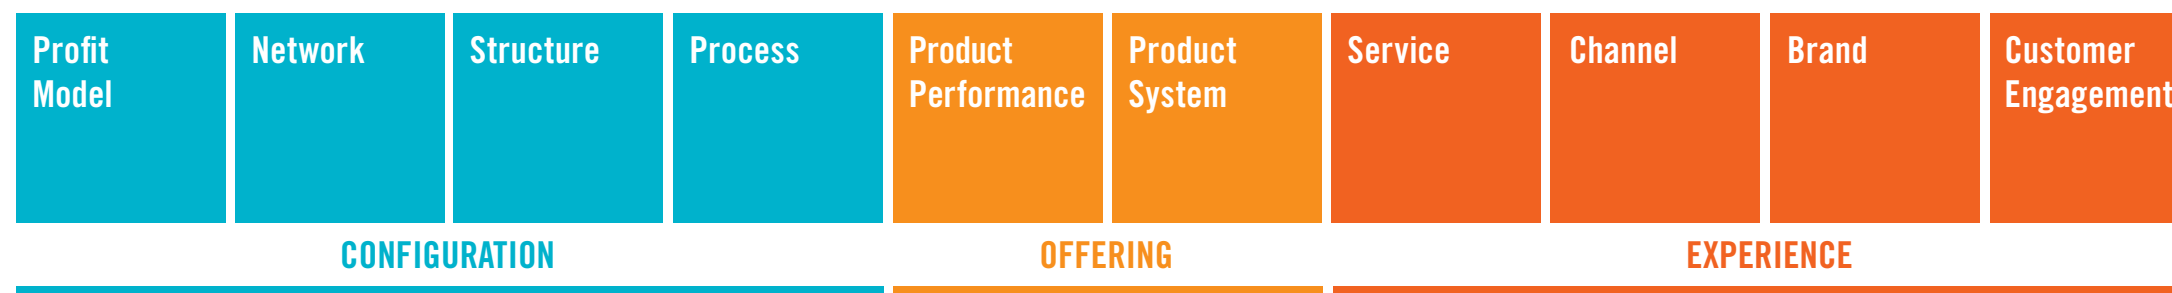 Profit
Model
Network
Structure
Process
Product
Performance
Product
System
Service
Channel
Brand
Customer
Engagement
CONFIGURATION
OFFERING
EXPERIENCE